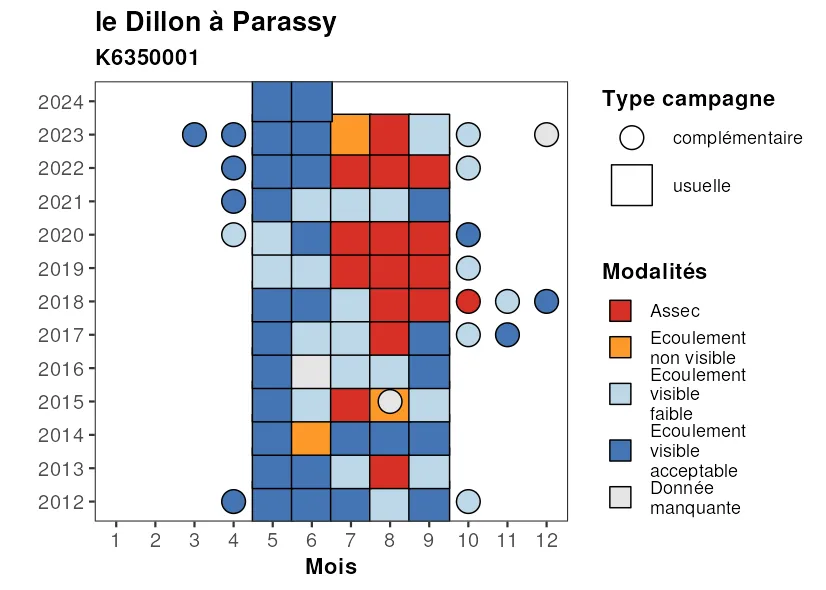 le Dillon à Parassy
K6350001
2024
2023
2022
2021
2020
2019
2018
2017
2016
2015
2014
2013
2012
1 2 3 4 5 6 7 8 9 10 11 12
Mois
Type campagne
complémentaire
usuelle
Modalités
Assec
Ecoulement
non visible
Ecoulement
visible
faible
Ecoulement
visible
acceptable
Donnée
manquante